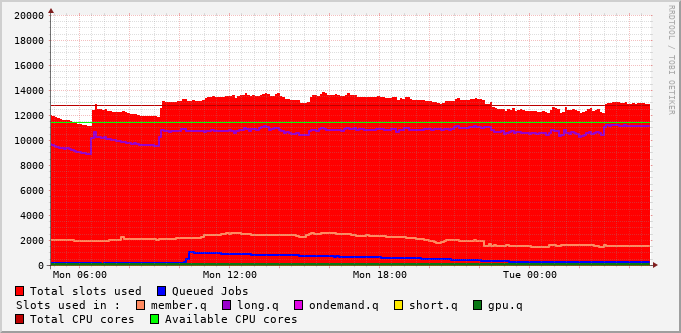 20000
18000
16000
14000
12000
10000
8000
6000
4000
2000
0
Mon 06:00 Mon 12:00 Mon 18:00 Tue 00:00
RRDTOOL / TOBI OETIKER
Total slots used Queued Jobs
Slots used in : member.q long.q ondemand.q short.q gpu.q
Total CPU cores Available CPU cores